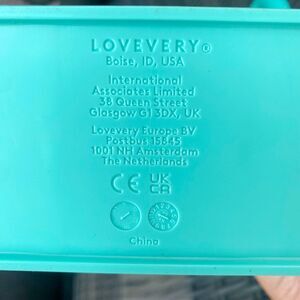 LOVEVERY®
Boise, ID, USA
International
Associates Limited
38 Queen Street
Glasgow G1 3DX, UK
Lovevery Europe BV
Postbus 15645
1001 NH Amsterdam
The Netherlands
CE UK
CA
China